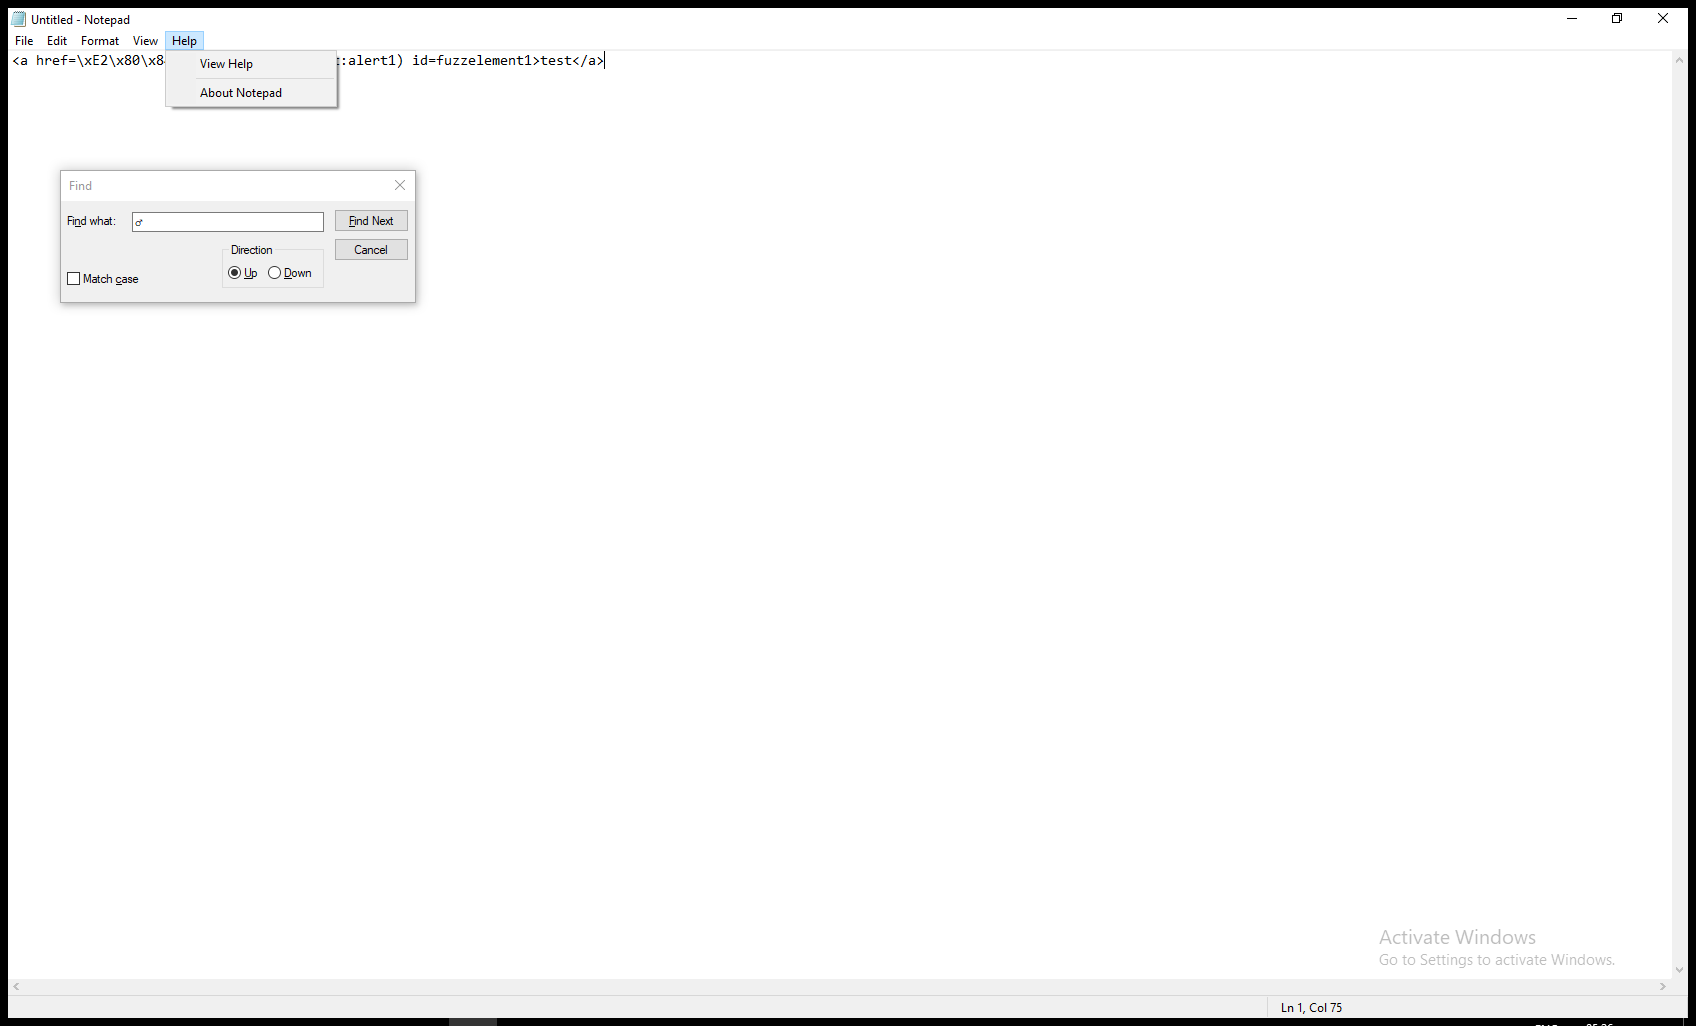 Untitled - Notepad
File Edit Format View Help
<a href=\xE2\x80\x8 :alert1) id=fuzzelement1>test</a>
View Help
About Notepad
Find
Find what: ♂ Find Next
Direction Cancel
Up Down
Match case
Activate Windows
Go to Settings to activate Windows.
Ln 1, Col 75